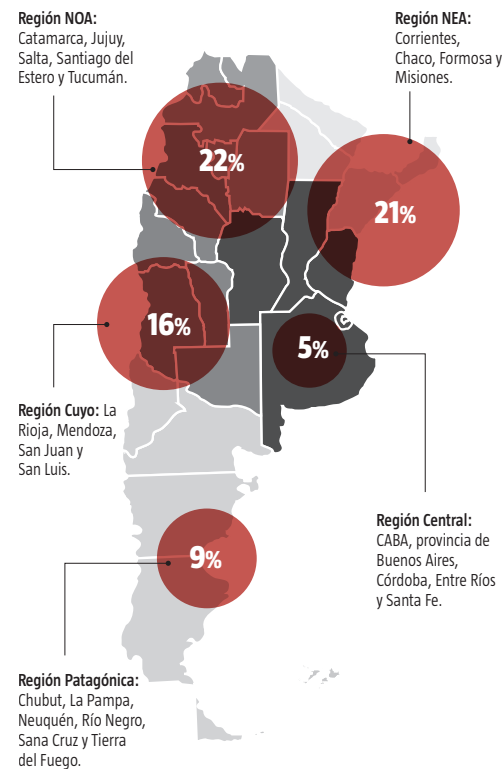 Región NOA:
Catamarca, Jujuy,
Salta, Santiago del
Estero y Tucumán.
Región NEA:
Corrientes,
Chaco, Formosa y
Misiones.
22%
21%
16%
5%
Región Cuyo: La
Rioja, Mendoza,
San Juan y
San Luis.
Región Central:
CABA, provincia de
Buenos Aires,
Córdoba, Entre Ríos
y Santa Fe.
9%
Región Patagónica:
Chubut, La Pampa,
Neuquén, Río Negro,
Sana Cruz y Tierra
del Fuego.